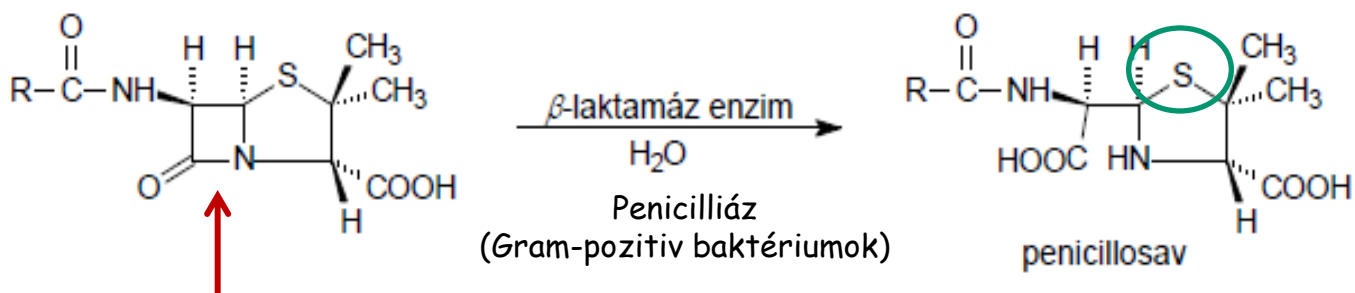 O H H S CH₃ CH₃
R–C–NH
O N COOH
H
β-laktamáz enzim
H₂O
Penicilliáz
(Gram-pozitiv baktériumok)
O H H S CH₃ CH₃
R–C–NH
HOOC HN COOH
H
penicillosav